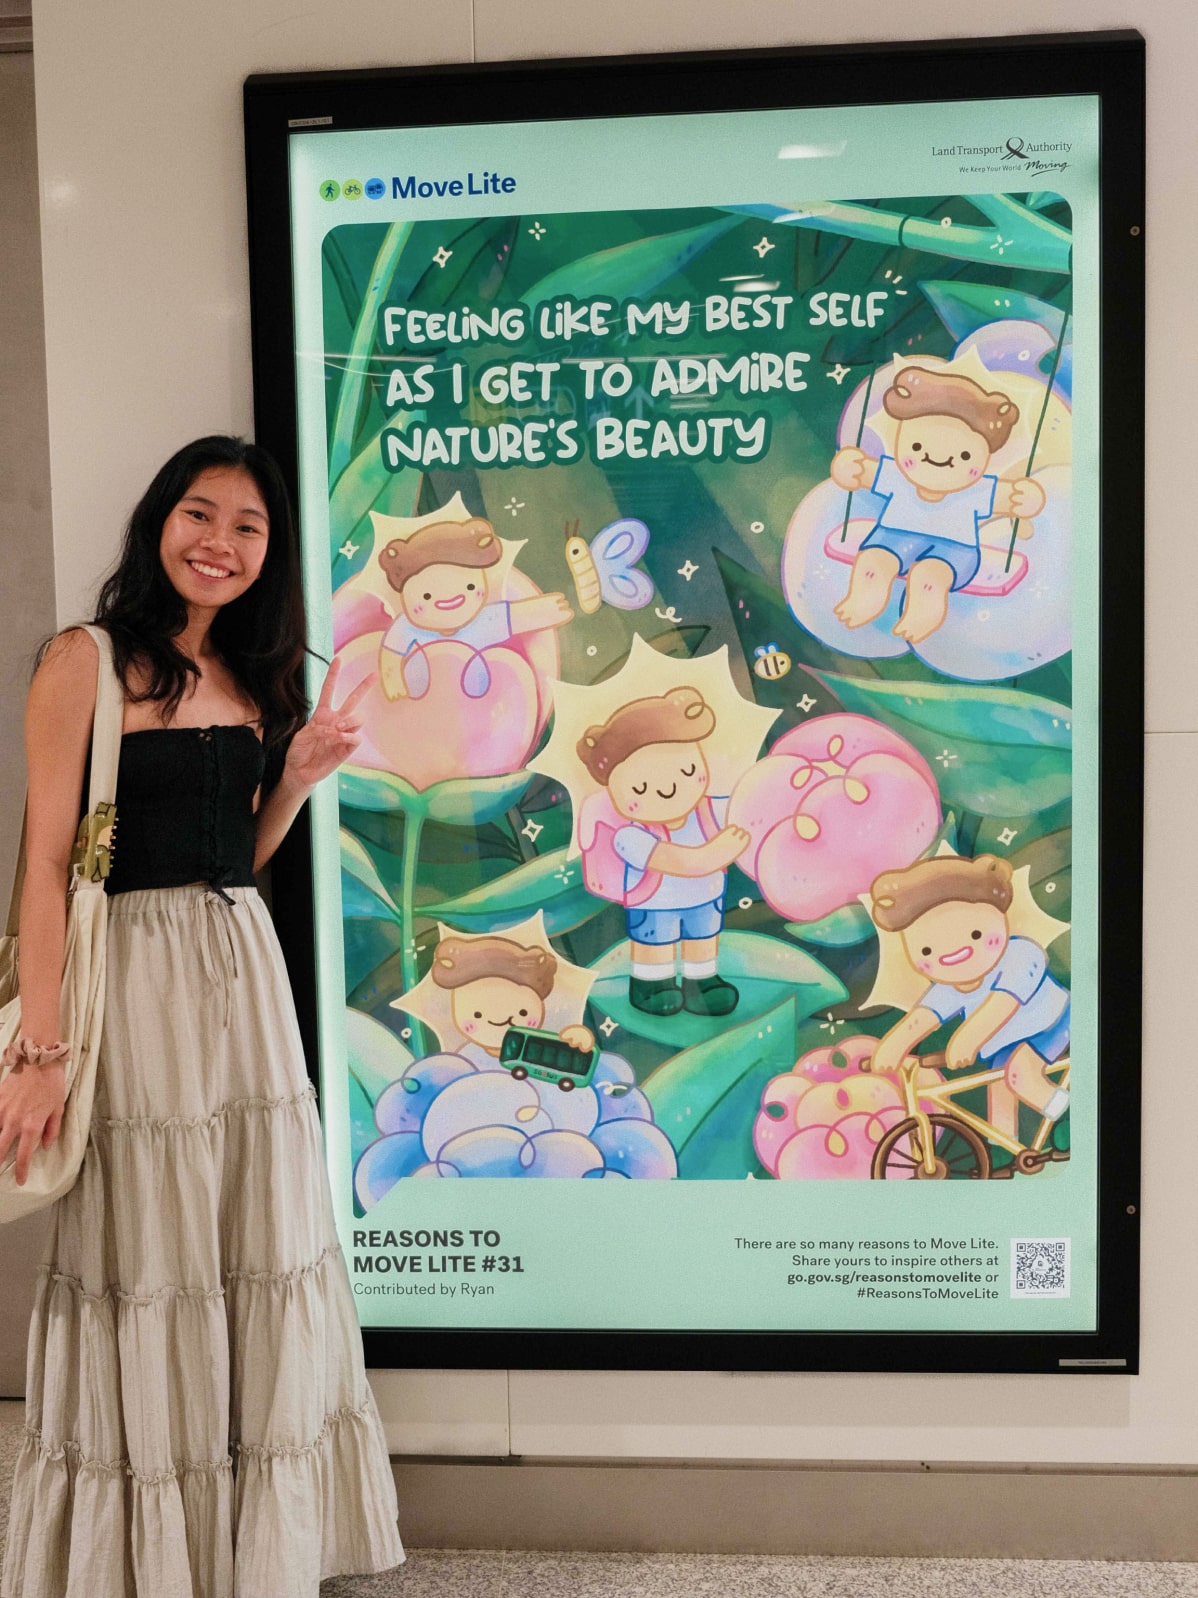 Move Lite
Land Transport Authority
We Keep Your World Moving
FEELING LIKE MY BEST SELF
AS I GET TO ADMIRE
NATURE'S BEAUTY
REASONS TO
MOVE LITE #31
Contributed by Ryan
There are so many reasons to Move Lite.
Share yours to inspire others at
go.gov.sg/reasonstomovelite or
#ReasonsToMoveLite